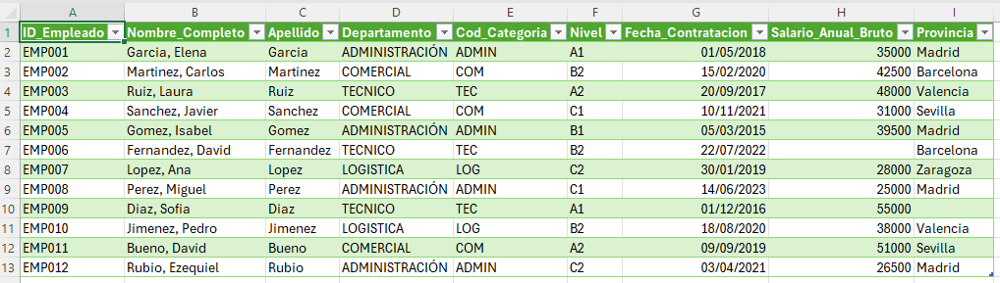 A B C D E F G H I
1 ID_Empleado Nombre_Completo Apellido Departamento Cod_Categoria Nivel Fecha_Contratacion Salario_Anual_Bruto Provincia
2 EMP001 Garcia, Elena Garcia ADMINISTRACIÓN ADMIN A1 01/05/2018 35000 Madrid
3 EMP002 Martinez, Carlos Martinez COMERCIAL COM B2 15/02/2020 42500 Barcelona
4 EMP003 Ruiz, Laura Ruiz TECNICO TEC A2 20/09/2017 48000 Valencia
5 EMP004 Sanchez, Javier Sanchez COMERCIAL COM C1 10/11/2021 31000 Sevilla
6 EMP005 Gomez, Isabel Gomez ADMINISTRACIÓN ADMIN B1 05/03/2015 39500 Madrid
7 EMP006 Fernandez, David Fernandez TECNICO TEC B2 22/07/2022 Barcelona
8 EMP007 Lopez, Ana Lopez LOGISTICA LOG C2 30/01/2019 28000 Zaragoza
9 EMP008 Perez, Miguel Perez ADMINISTRACIÓN ADMIN C1 14/06/2023 25000 Madrid
10 EMP009 Diaz, Sofia Diaz TECNICO TEC A1 01/12/2016 55000
11 EMP010 Jimenez, Pedro Jimenez LOGISTICA LOG B2 18/08/2020 38000 Valencia
12 EMP011 Bueno, David Bueno COMERCIAL COM A2 09/09/2019 51000 Sevilla
13 EMP012 Rubio, Ezequiel Rubio ADMINISTRACIÓN ADMIN C2 03/04/2021 26500 Madrid